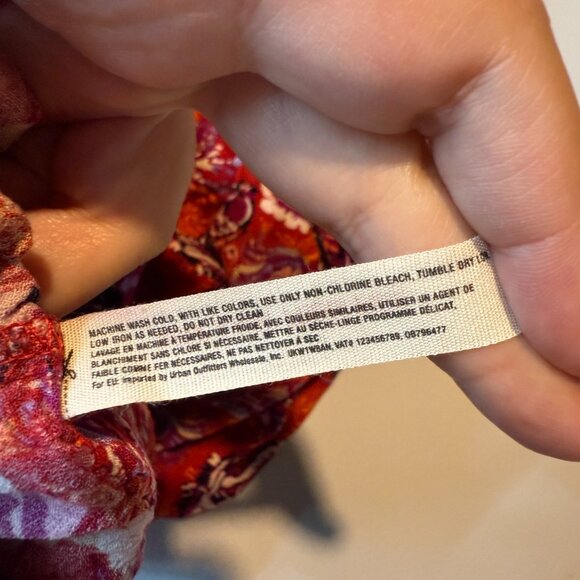 MACHINE WASH COLD, WITH LIKE COLORS, USE ONLY NON-CHLORINE BLEACH, TUMBLE DRY
LOW IRON AS NEEDED, DO NOT DRY CLEAN
LAVAGE EN MACHINE À TEMPÉRATURE FROIDE, AVEC COULEURS SIMILAIRES, UTILISER UN AGENT DE
BLANCHIMENT SANS CHLORE SI NÉCESSAIRE, METTRE AU SÈCHE-LINGE PROGRAMME DÉLICAT,
FAIBLE COMME FER NÉCESSAIRES, NE PAS NETTOYER À SEC
For EU: Imported by Urban Outfitters Wholesale, Inc. UKWYWBAN, VAT# 123456789, OB796477